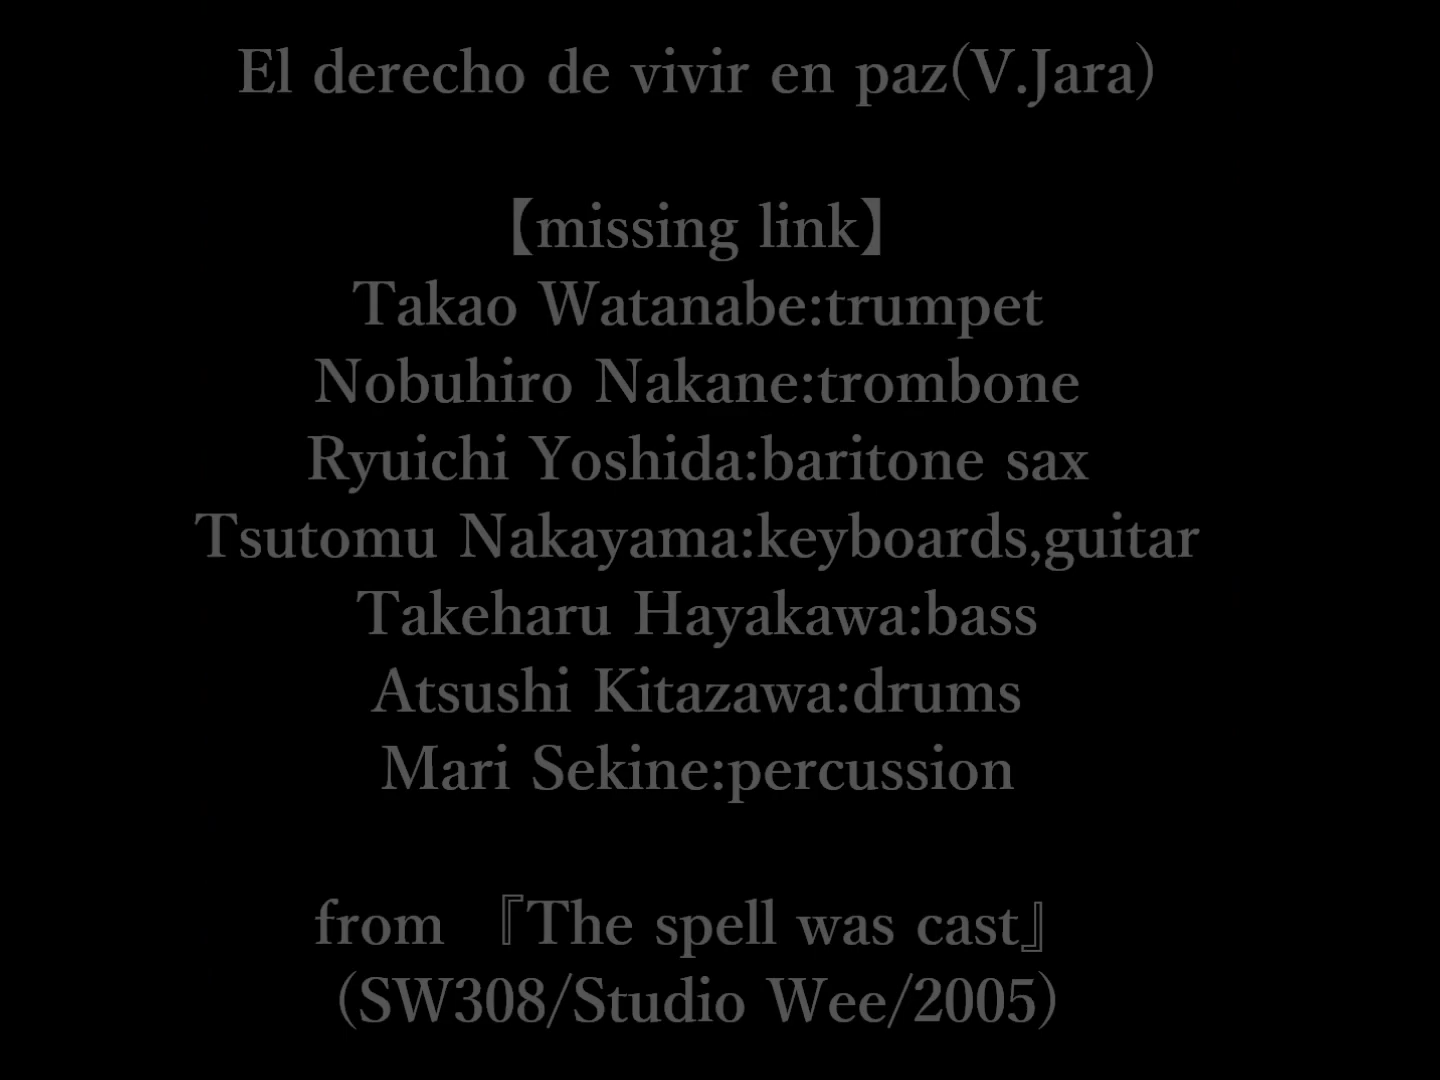 El derecho de vivir en paz(V.Jara)
【missing link】
Takao Watanabe:trumpet
Nobuhiro Nakane:trombone
Ryuichi Yoshida:baritone sax
Tsutomu Nakayama:keyboards,guitar
Takeharu Hayakawa:bass
Atsushi Kitazawa:drums
Mari Sekine:percussion
from 『The spell was cast』
(SW308/Studio Wee/2005)